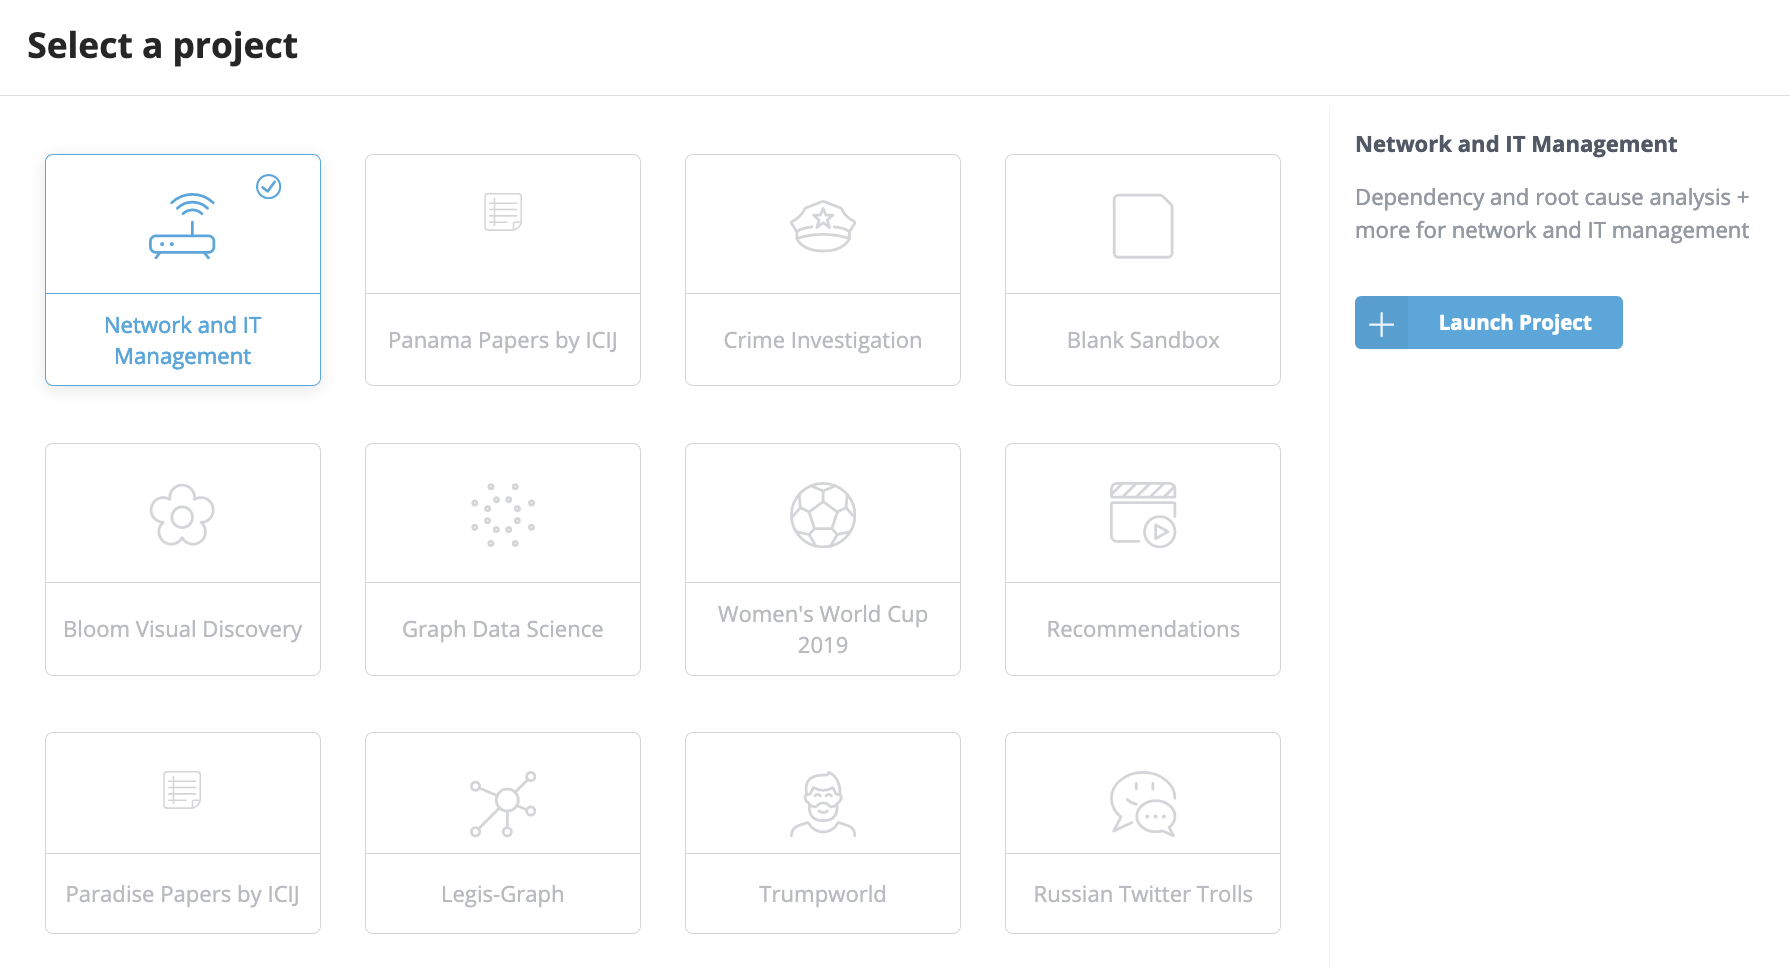 Select a project
Network and IT
Management
Panama Papers by ICIJ
Crime Investigation
Blank Sandbox
Bloom Visual Discovery
Graph Data Science
Women's World Cup
2019
Recommendations
Paradise Papers by ICIJ
Legis-Graph
Trumpworld
Russian Twitter Trolls
Network and IT Management
Dependency and root cause analysis +
more for network and IT management
Launch Project